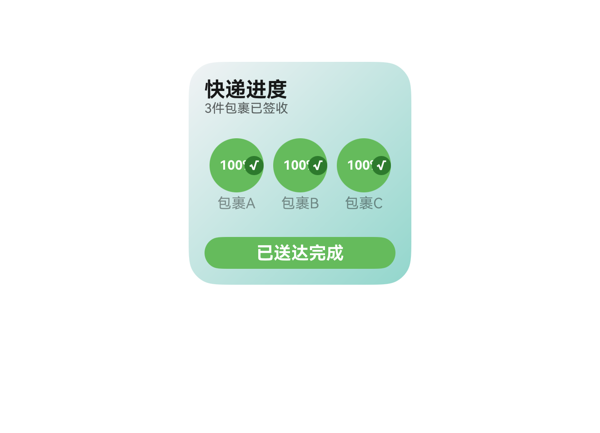 快递进度
3件包裹已签收
100% √ 100% √ 100% √
包裹A 包裹B 包裹C
已送达完成